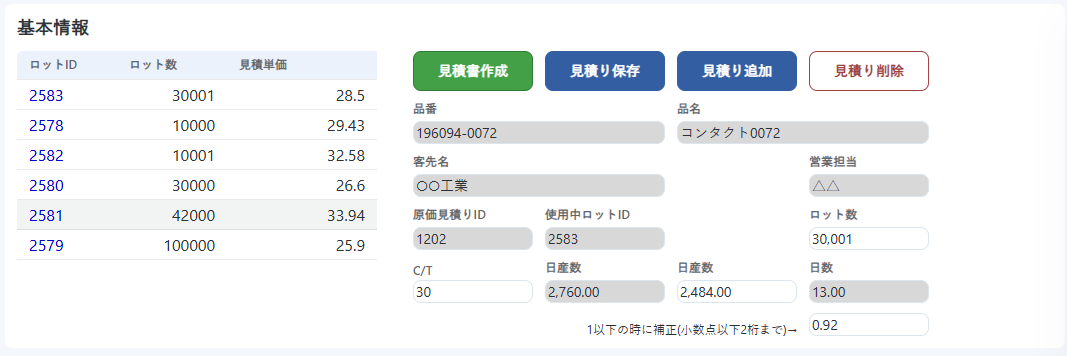 基本情報
ロットID ロット数 見積単価
2583 30001 28.5
2578 10000 29.43
2582 10001 32.58
2580 30000 26.6
2581 42000 33.94
2579 100000 25.9
見積書作成 見積り保存 見積り追加 見積り削除
品番 品名
196094-0072 コンタクト0072
客先名 営業担当
○○工業 △△
原価見積りID 使用中ロットID ロット数
1202 2583 30,001
C/T 日産数 日産数 日数
30 2,760.00 2,484.00 13.00
1以下の時に補正(小数点以下2桁まで)→ 0.92